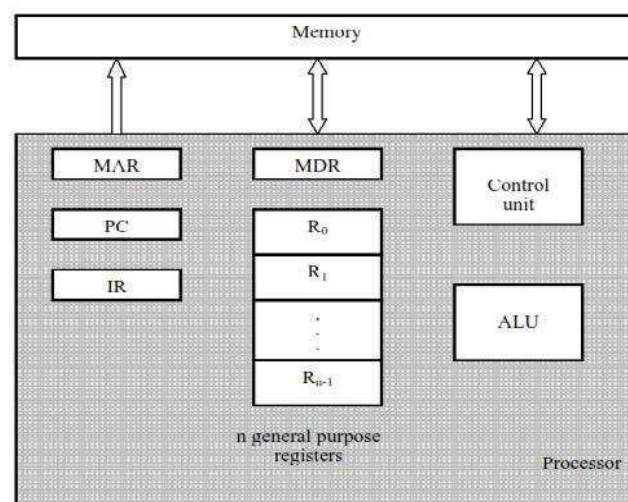 Memory
MAR
MDR
Control
unit
PC
R₀
IR
R₁
.
.
.
ALU
Rₙ₋₁
n general purpose
registers
Processor